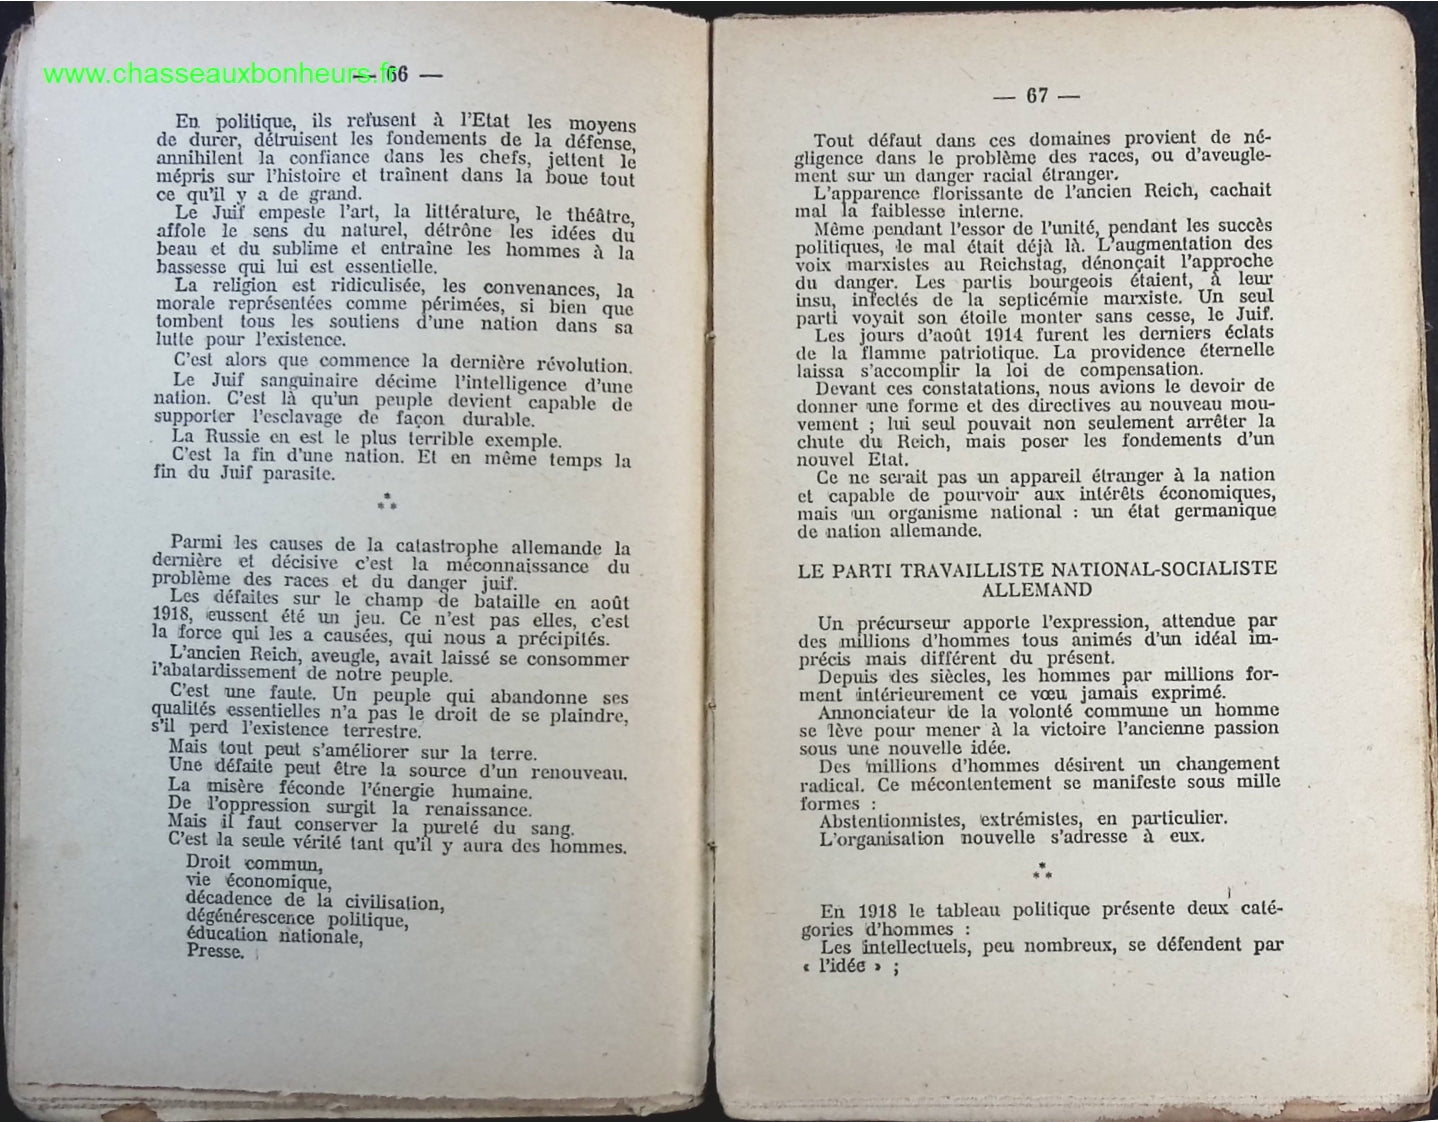 www.chasseauxbonheurs.fr
— 66 —
En politique, ils refusent à l'Etat les moyens
de durer, détruisent les fondements de la défense,
annihilent la confiance dans les chefs, jettent le
mépris sur l'histoire et traînent dans la boue tout
ce qu'il y a de grand.
Le Juif empeste l'art, la littérature, le théâtre,
affole le sens du naturel, détrône les idées du
beau et du sublime et entraîne les hommes à la
bassesse qui lui est essentielle.
La religion est ridiculisée, les convenances, la
morale représentées comme périmées, si bien que
tombent tous les soutiens d'une nation dans sa
lutte pour l'existence.
C'est alors que commence la dernière révolution.
Le Juif sanguinaire décime l'intelligence d'une
nation. C'est là qu'un peuple devient capable de
supporter l'esclavage de façon durable.
La Russie en est le plus terrible exemple.
C'est la fin d'une nation. Et en même temps la
fin du Juif parasite.
*
* *
Parmi les causes de la catastrophe allemande la
dernière et décisive c'est la méconnaissance du
problème des races et du danger juif.
Les défaites sur le champ de bataille en août
1918, eussent été un jeu. Ce n'est pas elles, c'est
la force qui les a causées, qui nous a précipités.
L'ancien Reich, aveugle, avait laissé se consommer
l'abatardissement de notre peuple.
C'est une faute. Un peuple qui abandonne ses
qualités essentielles n'a pas le droit de se plaindre,
s'il perd l'existence terrestre.
Mais tout peut s'améliorer sur la terre.
Une défaite peut être la source d'un renouveau.
La misère féconde l'énergie humaine.
De l'oppression surgit la renaissance.
Mais il faut conserver la pureté du sang.
C'est la seule vérité tant qu'il y aura des hommes.
Droit commun,
vie économique,
décadence de la civilisation,
dégénérescence politique,
éducation nationale,
Presse.
— 67 —
Tout défaut dans ces domaines provient de né-
gligence dans le problème des races, ou d'aveugle-
ment sur un danger racial étranger.
L'apparence florissante de l'ancien Reich, cachait
mal la faiblesse interne.
Même pendant l'essor de l'unité, pendant les succès
politiques, le mal était déjà là. L'augmentation des
voix marxistes au Reichstag, dénonçait l'approche
du danger. Les partis bourgeois étaient, à leur
insu, infectés de la septicémie marxiste. Un seul
parti voyait son étoile monter sans cesse, le Juif.
Les jours d'août 1914 furent les derniers éclats
de la flamme patriotique. La providence éternelle
laissa s'accomplir la loi de compensation.
Devant ces constatations, nous avions le devoir de
donner une forme et des directives au nouveau mou-
vement ; lui seul pouvait non seulement arrêter la
chute du Reich, mais poser les fondements d'un
nouvel Etat.
Ce ne serait pas un appareil étranger à la nation
et capable de pourvoir aux intérêts économiques,
mais un organisme national : un état germanique
de nation allemande.
LE PARTI TRAVAILLISTE NATIONAL-SOCIALISTE
ALLEMAND
Un précurseur apporte l'expression, attendue par
des millions d'hommes tous animés d'un idéal im-
précis mais différent du présent.
Depuis des siècles, les hommes par millions for-
ment intérieurement ce vœu jamais exprimé.
Annonciateur de la volonté commune un homme
se lève pour mener à la victoire l'ancienne passion
sous une nouvelle idée.
Des millions d'hommes désirent un changement
radical. Ce mécontentement se manifeste sous mille
formes :
Abstentionnistes, extrémistes, en particulier.
L'organisation nouvelle s'adresse à eux.
*
* *
En 1918 le tableau politique présente deux caté-
gories d'hommes :
Les intellectuels, peu nombreux, se défendent par
« l'idée » ;